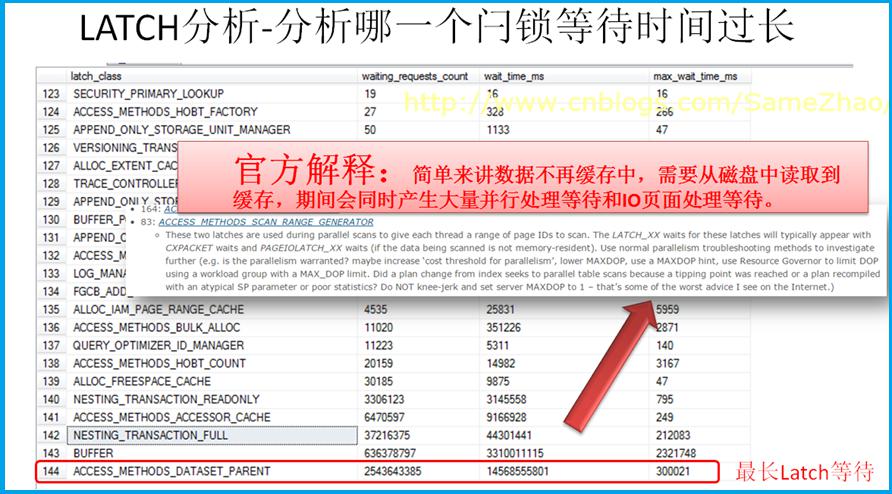 LATCH分析-分析哪一个闩锁等待时间过长
latch_class waiting_requests_count wait_time_ms max_wait_time_ms
123 SECURITY_PRIMARY_LOOKUP 19 16 16
http://www.cnblogs.com/SameZhao/
124 ACCESS_METHODS_HOBT_FACTORY 27 328 266
125 APPEND_ONLY_STORAGE_UNIT_MANAGER 50 1133 47
126 VERSIONING_TRANS
127 ALLOC_EXTENT_CAC
128 TRACE_CONTROLLER
129 APPEND_ONLY_STO
130 BUFFER_P
131 APPEND_O
132 ACCESS_M
133 LOG_MANA
134 FGCB_ADD
官方解释：简单来讲数据不再缓存中，需要从磁盘中读取到
缓存，期间会同时产生大量并行处理等待和IO页面处理等待。
164: AC
83: ACCESS_METHODS_SCAN_RANGE_GENERATOR
These two latches are used during parallel scans to give each thread a range of page IDs to scan. The LATCH_XX waits for these latches will typically appear with
CXPACKET waits and PAGEIOLATCH_XX waits (if the data being scanned is not memory-resident). Use normal parallelism troubleshooting methods to investigate
further (e.g. is the parallelism warranted? maybe increase ‘cost threshold for parallelism’, lower MAXDOP, use a MAXDOP hint, use Resource Governor to limit DOP
using a workload group with a MAX_DOP limit. Did a plan change from index seeks to parallel table scans because a tipping point was reached or a plan recompiled
with an atypical SP parameter or poor statistics? Do NOT knee-jerk and set server MAXDOP to 1 – that’s some of the worst advice I see on the Internet.)
135 ALLOC_IAM_PAGE_RANGE_CACHE 4535 25831 5959
136 ACCESS_METHODS_BULK_ALLOC 11020 351226 2871
137 QUERY_OPTIMIZER_ID_MANAGER 11223 5311 140
138 ACCESS_METHODS_HOBT_COUNT 20159 14982 3167
139 ALLOC_FREESPACE_CACHE 30185 9875 47
140 NESTING_TRANSACTION_READONLY 3306123 3145558 795
141 ACCESS_METHODS_ACCESSOR_CACHE 6470597 9166928 249
142 NESTING_TRANSACTION_FULL 37216375 44301441 212083
143 BUFFER 636378797 3310011115 2321748
144 ACCESS_METHODS_DATASET_PARENT 2543643385 14568555801 300021
最长Latch等待